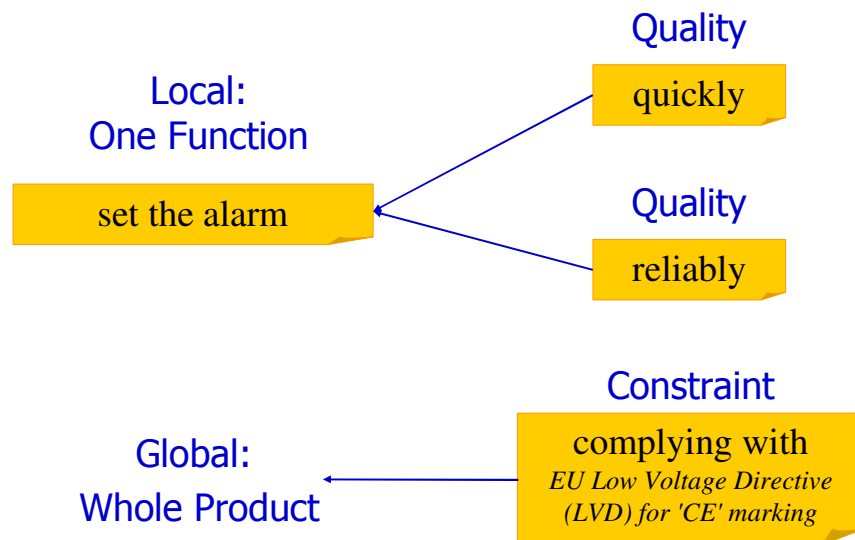 Quality
quickly
Local:
One Function
set the alarm
Quality
reliably
Constraint
complying with
EU Low Voltage Directive
(LVD) for 'CE' marking
Global:
Whole Product